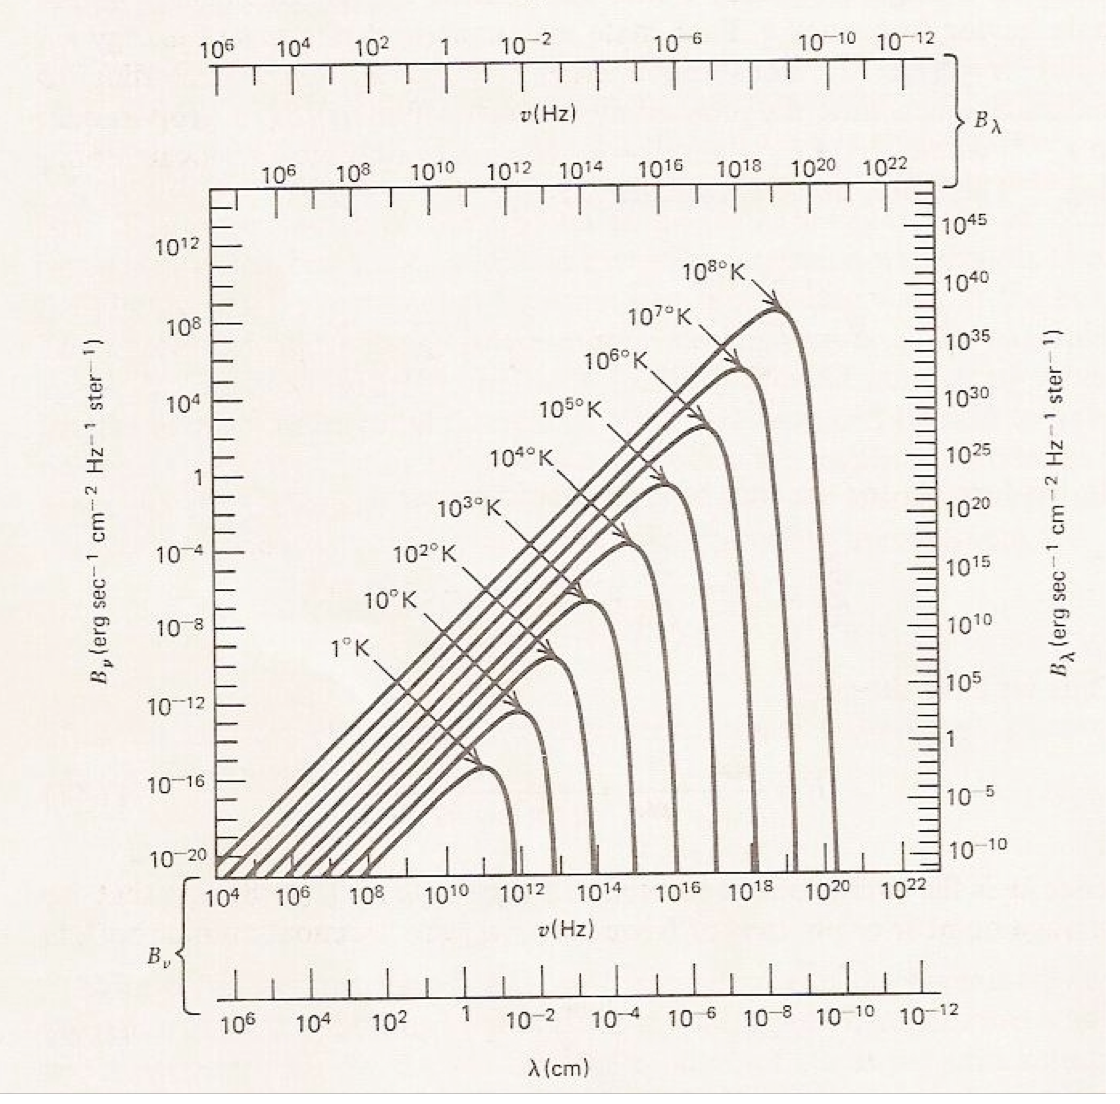 10⁶ 10⁴ 10² 1 10⁻² 10⁻⁶ 10⁻¹⁰ 10⁻¹²
ν(Hz)
B_λ
10⁶ 10⁸ 10¹⁰ 10¹² 10¹⁴ 10¹⁶ 10¹⁸ 10²⁰ 10²²
10¹²
10⁸
10⁴
1
10⁻⁴
10⁻⁸
10⁻¹²
10⁻¹⁶
10⁻²⁰
B_ν (erg sec⁻¹ cm⁻² Hz⁻¹ ster⁻¹)
10⁸°K
10⁷°K
10⁶°K
10⁵°K
10⁴°K
10³°K
10²°K
10°K
1°K
10⁴⁵
10⁴⁰
10³⁵
10³⁰
10²⁵
10²⁰
10¹⁵
10¹⁰
10⁵
1
10⁻⁵
10⁻¹⁰
B_λ (erg sec⁻¹ cm⁻² Hz⁻¹ ster⁻¹)
10⁴ 10⁶ 10⁸ 10¹⁰ 10¹² 10¹⁴ 10¹⁶ 10¹⁸ 10²⁰ 10²²
ν(Hz)
B_ν
10⁶ 10⁴ 10² 1 10⁻² 10⁻⁴ 10⁻⁶ 10⁻⁸ 10⁻¹⁰ 10⁻¹²
λ(cm)